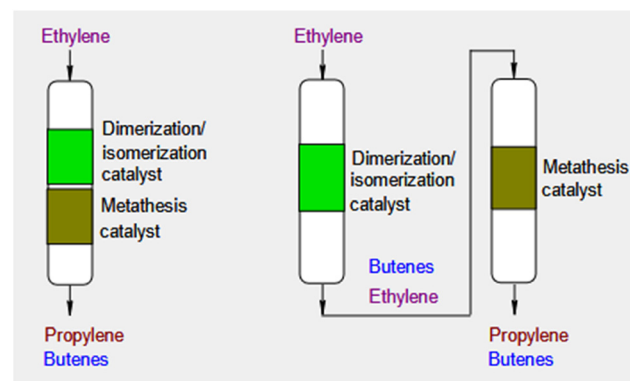 Ethylene
Dimerization/
isomerization
catalyst
Metathesis
catalyst
Propylene
Butenes
Ethylene
Dimerization/
isomerization
catalyst
Butenes
Ethylene
Metathesis
catalyst
Propylene
Butenes